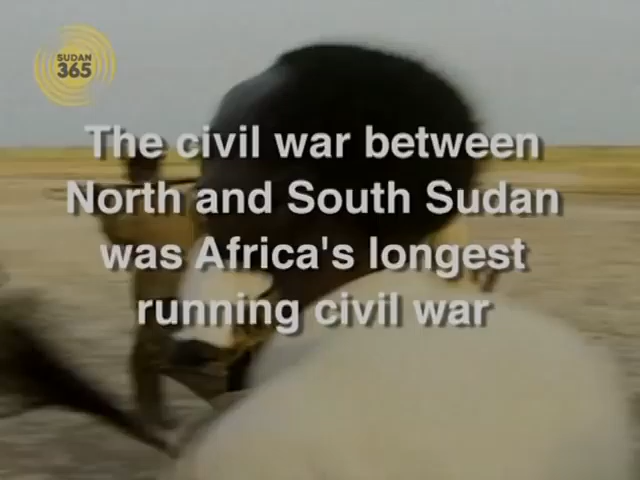 SUDAN
365
The civil war between
North and South Sudan
was Africa's longest
running civil war